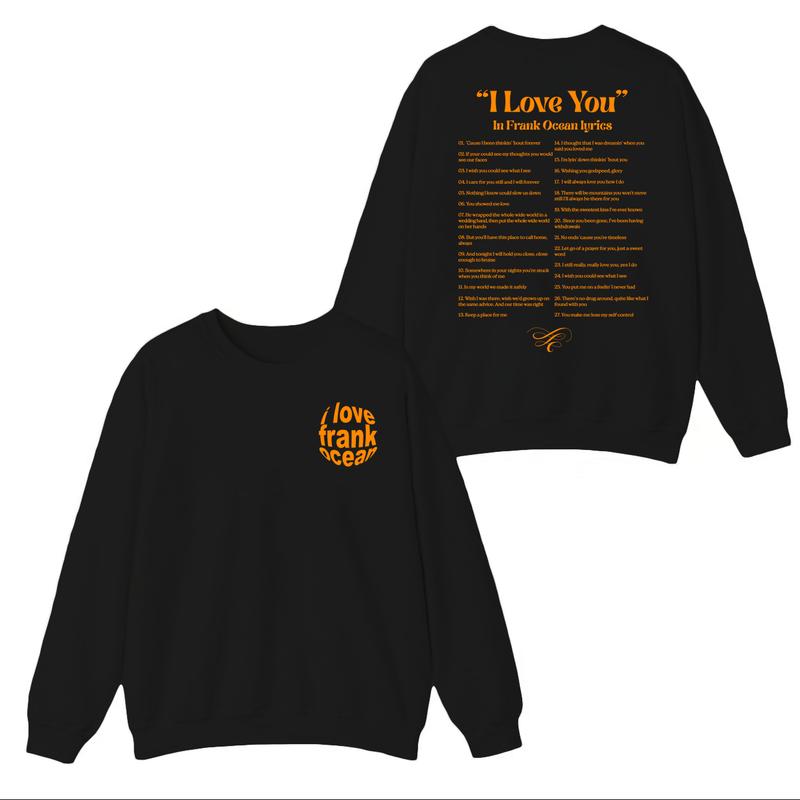 “I Love You”
In Frank Ocean lyrics
01. 'Cause I been thinkin' 'bout forever
02. If your could see my thoughts you would
see our faces
03. I wish you could see what I see
04. I care for you still and I will forever
05. Nothing I know could slow us down
06. You showed me love
07. He wrapped the whole wide world in a
wedding band, then put the whole wide world
on her hands
08. But you'll have this place to call home,
always
09. And tonight I will hold you close, close
enough to bruise
10. Somewhere in your nights you're stuck
when you think of me
11. In my world we made it safely
12. Wish I was there, wish we'd grown up on
the same advice. And our time was right
13. Keep a place for me
14. I thought that I was dreamin' when you
said you loved me
15. I'm lyin' down thinkin' 'bout you
16. Wishing you godspeed, glory
17. I will always love you how I do
18. There will be mountains you won't move
still I'll always be there for you
19. With the sweetest kiss I've ever known
20. Since you been gone, I've been having
withdrawals
21. No ends 'cause you're timeless
22. Let go of a prayer for you, just a sweet
word
23. I still really, really love you, yes I do
24. I wish you could see what I see
25. You put me on a feelin' I never had
26. There's no drug around, quite like what I
found with you
27. You make me lose my self control
i love
frank
ocean